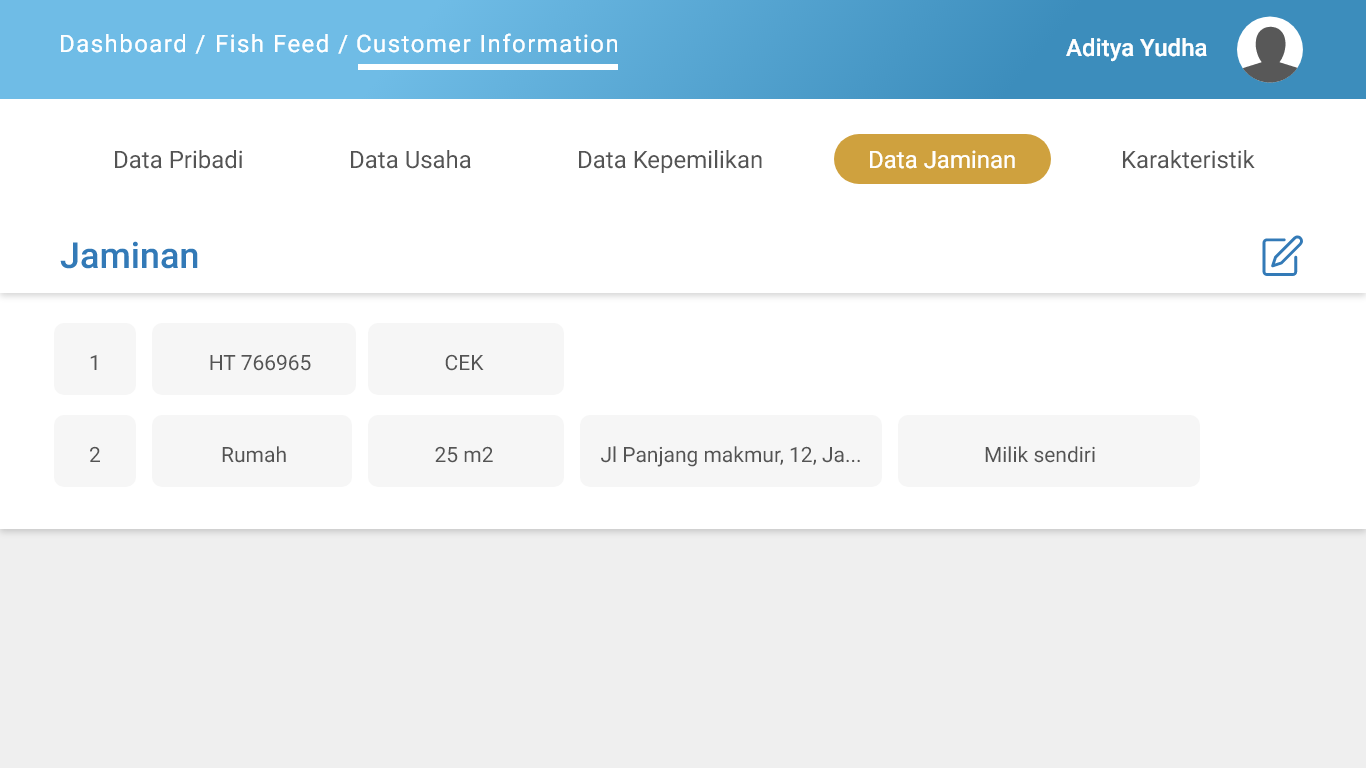 Dashboard / Fish Feed / Customer Information
Aditya Yudha
Data Pribadi
Data Usaha
Data Kepemilikan
Data Jaminan
Karakteristik
Jaminan
1
HT 766965
CEK
2
Rumah
25 m2
Jl Panjang makmur, 12, Ja...
Milik sendiri